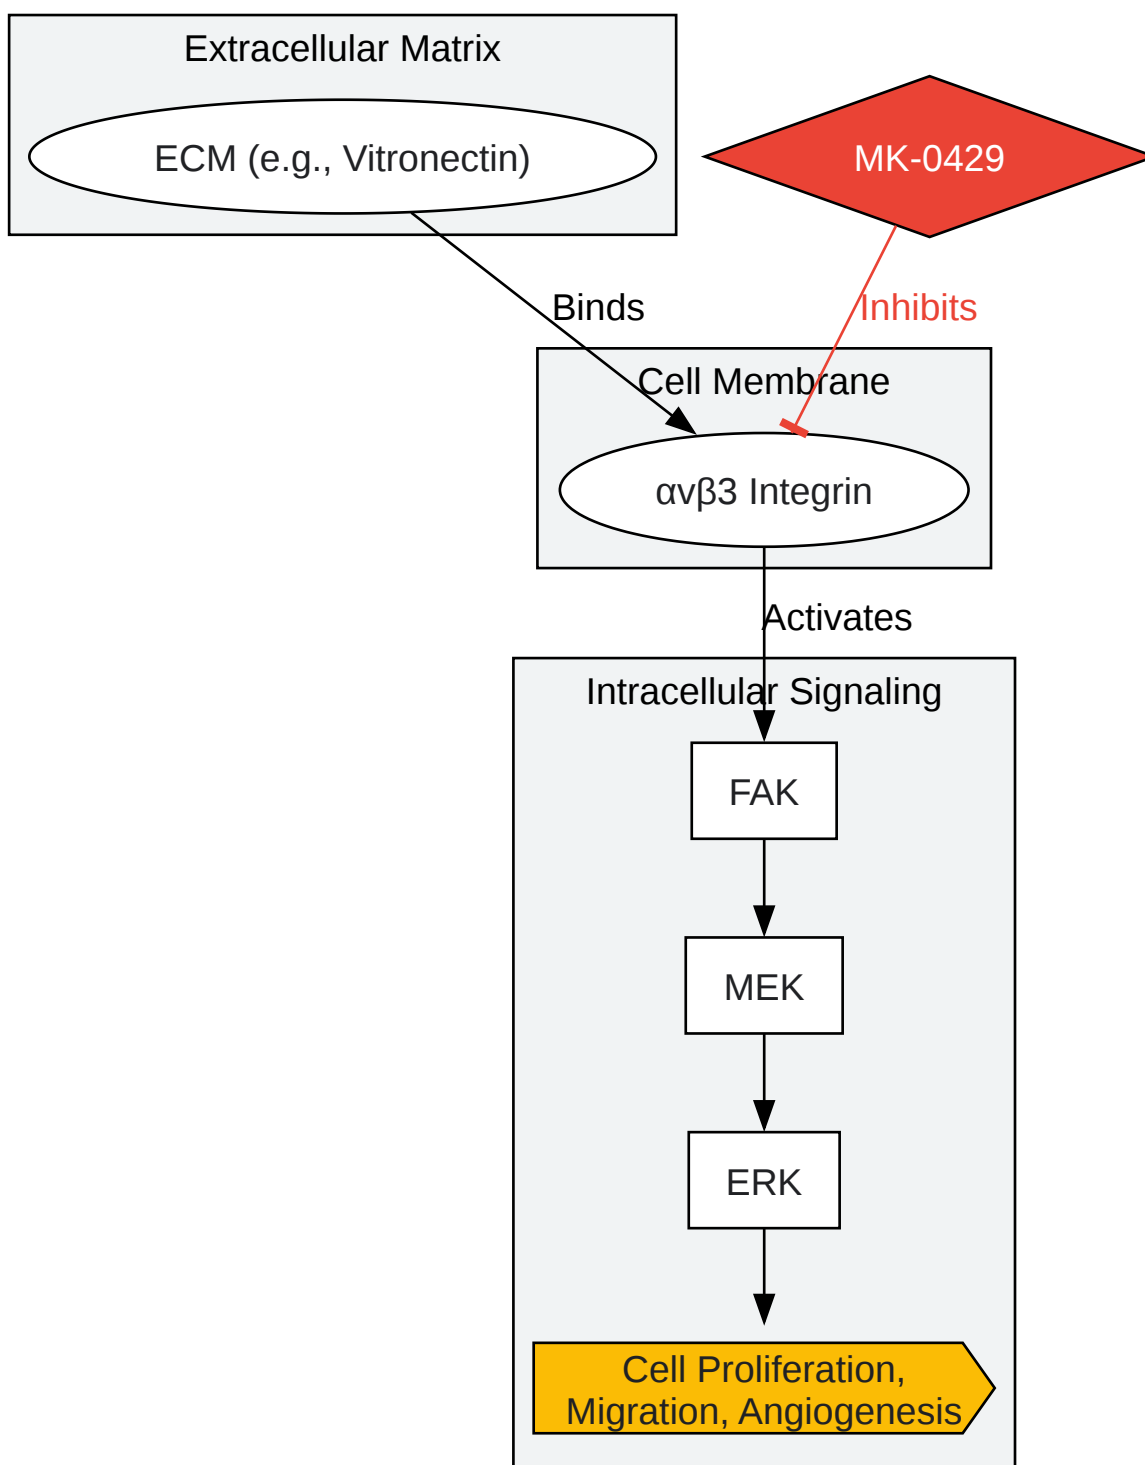 Extracellular Matrix
ECM (e.g., Vitronectin)
MK-0429
Binds
Inhibits
Cell Membrane
αvβ3 Integrin
Activates
Intracellular Signaling
FAK
MEK
ERK
Cell Proliferation,
Migration, Angiogenesis